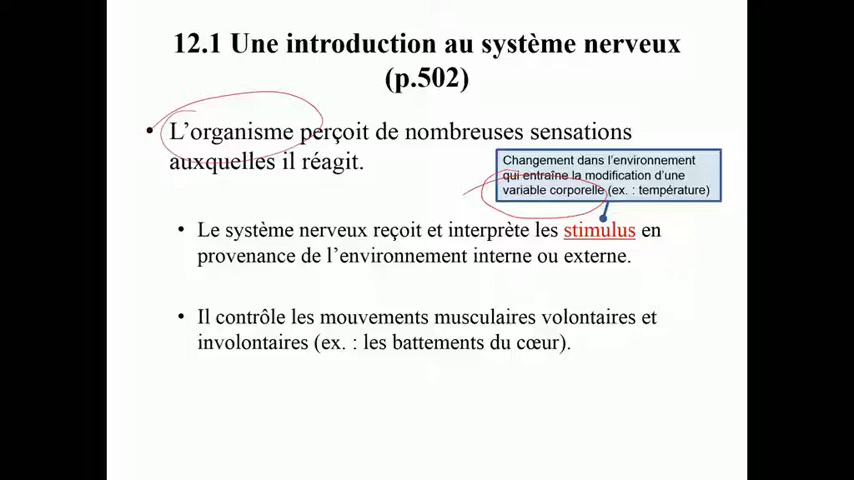 12.1 Une introduction au système nerveux
(p.502)
• L’organisme perçoit de nombreuses sensations
auxquelles il réagit.
Changement dans l’environnement
qui entraîne la modification d’une
variable corporelle (ex. : température)
• Le système nerveux reçoit et interprète les stimulus en
provenance de l’environnement interne ou externe.
• Il contrôle les mouvements musculaires volontaires et
involontaires (ex. : les battements du cœur).